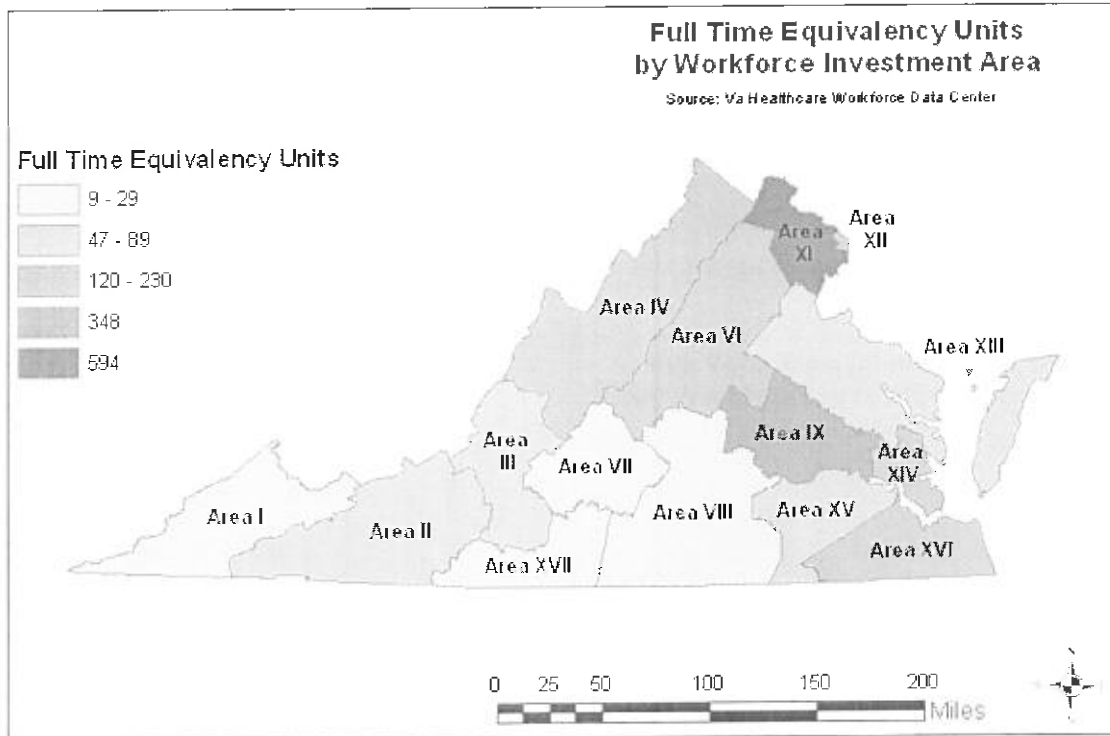 Full Time Equivalency Units
by Workforce Investment Area
Source: Va Healthcare Workforce Data Center
Full Time Equivalency Units
9 - 29
47 - 89
120 - 230
348
594
Area
XII
Area
XI
Area IV
Area VI
Area XIII
Area
III
Area VII
Area IX
Area
XIV
Area I
Area II
Area VIII
Area XV
Area XVII
Area XVI
0 25 50 100 150 200
Miles